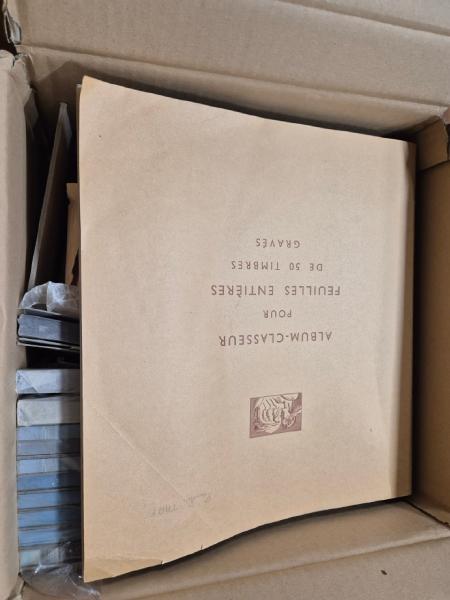 ALBUM-CLASSEUR
POUR
FEUILLES ENTIÈRES
DE 50 TIMBRES
GRAVÉS